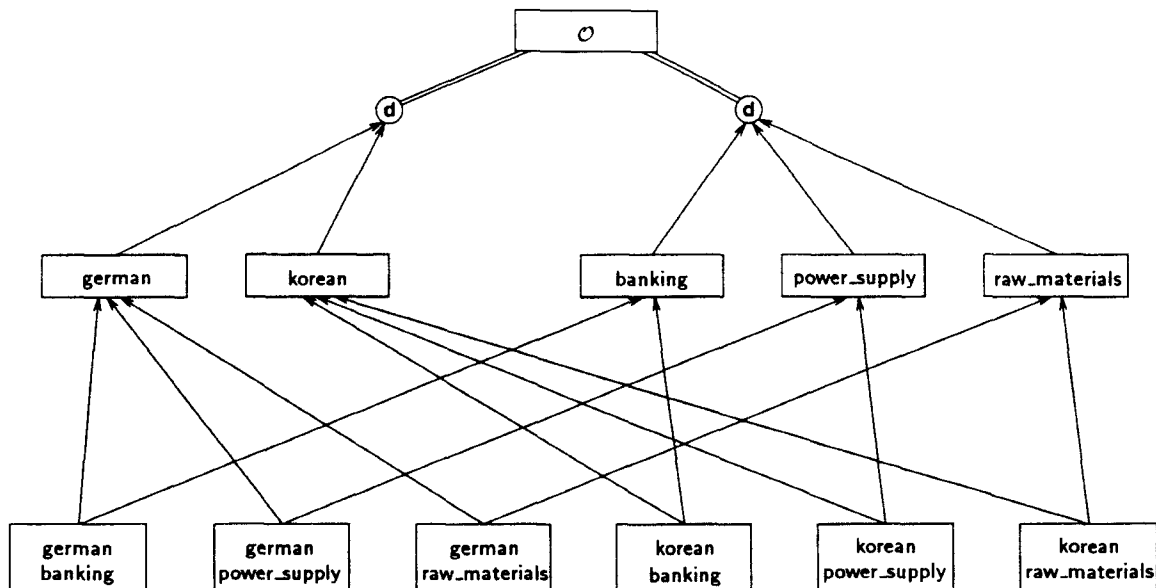 𝒪
d
d
german
korean
banking
power_supply
raw_materials
german
banking
german
power_supply
german
raw_materials
korean
banking
korean
power_supply
korean
raw_materials